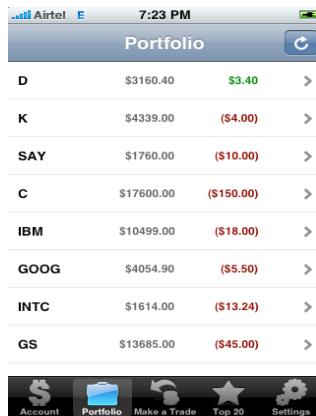 Airtel E 7:23 PM
Portfolio
D $3160.40 $3.40
K $4339.00 ($4.00)
SAY $1760.00 ($10.00)
C $17600.00 ($150.00)
IBM $10499.00 ($18.00)
GOOG $4054.90 ($5.50)
INTC $1614.00 ($13.24)
GS $13685.00 ($45.00)
Account Portfolio Make a Trade Top 20 Settings